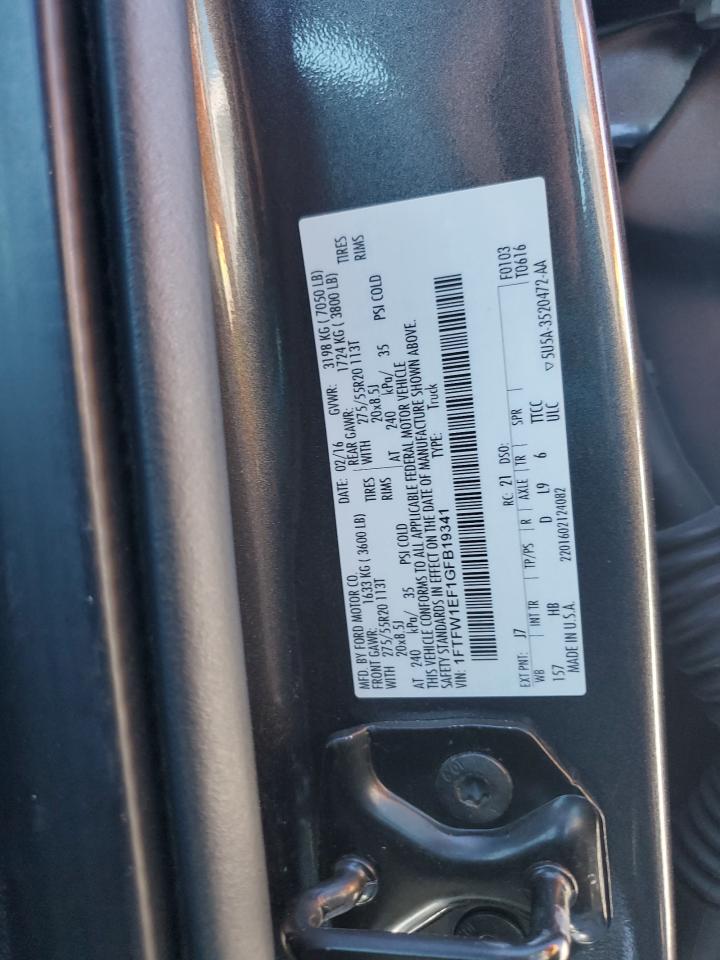 MFD. BY FORD MOTOR CO. DATE: 02/16 GVWR: 3198 KG ( 7050 LB)
FRONT GAWR: 1633 KG ( 3600 LB) REAR GAWR: 1724 KG ( 3800 LB)
WITH 275/55R20 113T TIRES WITH 275/55R20 113T TIRES
20x8.5J RIMS 20x8.5J RIMS
AT 240 kPa/ 35 PSI COLD AT 240 kPa/ 35 PSI COLD
THIS VEHICLE CONFORMS TO ALL APPLICABLE FEDERAL MOTOR VEHICLE
SAFETY STANDARDS IN EFFECT ON THE DATE OF MANUFACTURE SHOWN ABOVE.
VIN: 1FTFW1EF1GFB19341 TYPE: Truck
F0103
T0616
EXT PNT: J7 RC: 21 DSO:
WB INT TR TP/PS R AXLE TR SPR
157 HB D L9 6 TTCC
MADE IN U.S.A. 2201602124082 ULC ▽ 5U5A-3520472-AA